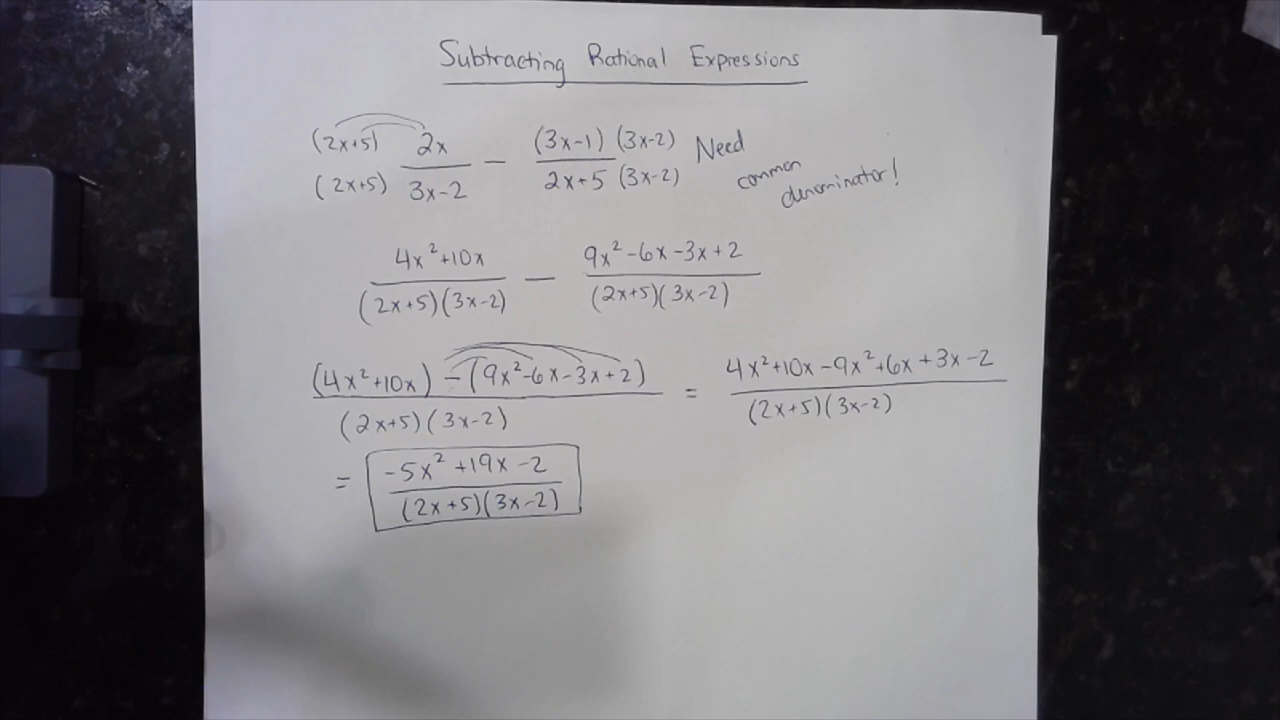 Subtracting Rational Expressions
(2x+5) 2x — (3x-1) (3x-2) Need
(2x+5) 3x-2 2x+5 (3x-2) common
denominator!
4x²+10x — 9x²-6x-3x+2
(2x+5)(3x-2) (2x+5)(3x-2)
(4x²+10x) - (9x²-6x-3x+2) = 4x²+10x-9x²+6x+3x-2
(2x+5)(3x-2) (2x+5)(3x-2)
= -5x²+19x-2
(2x+5)(3x-2)